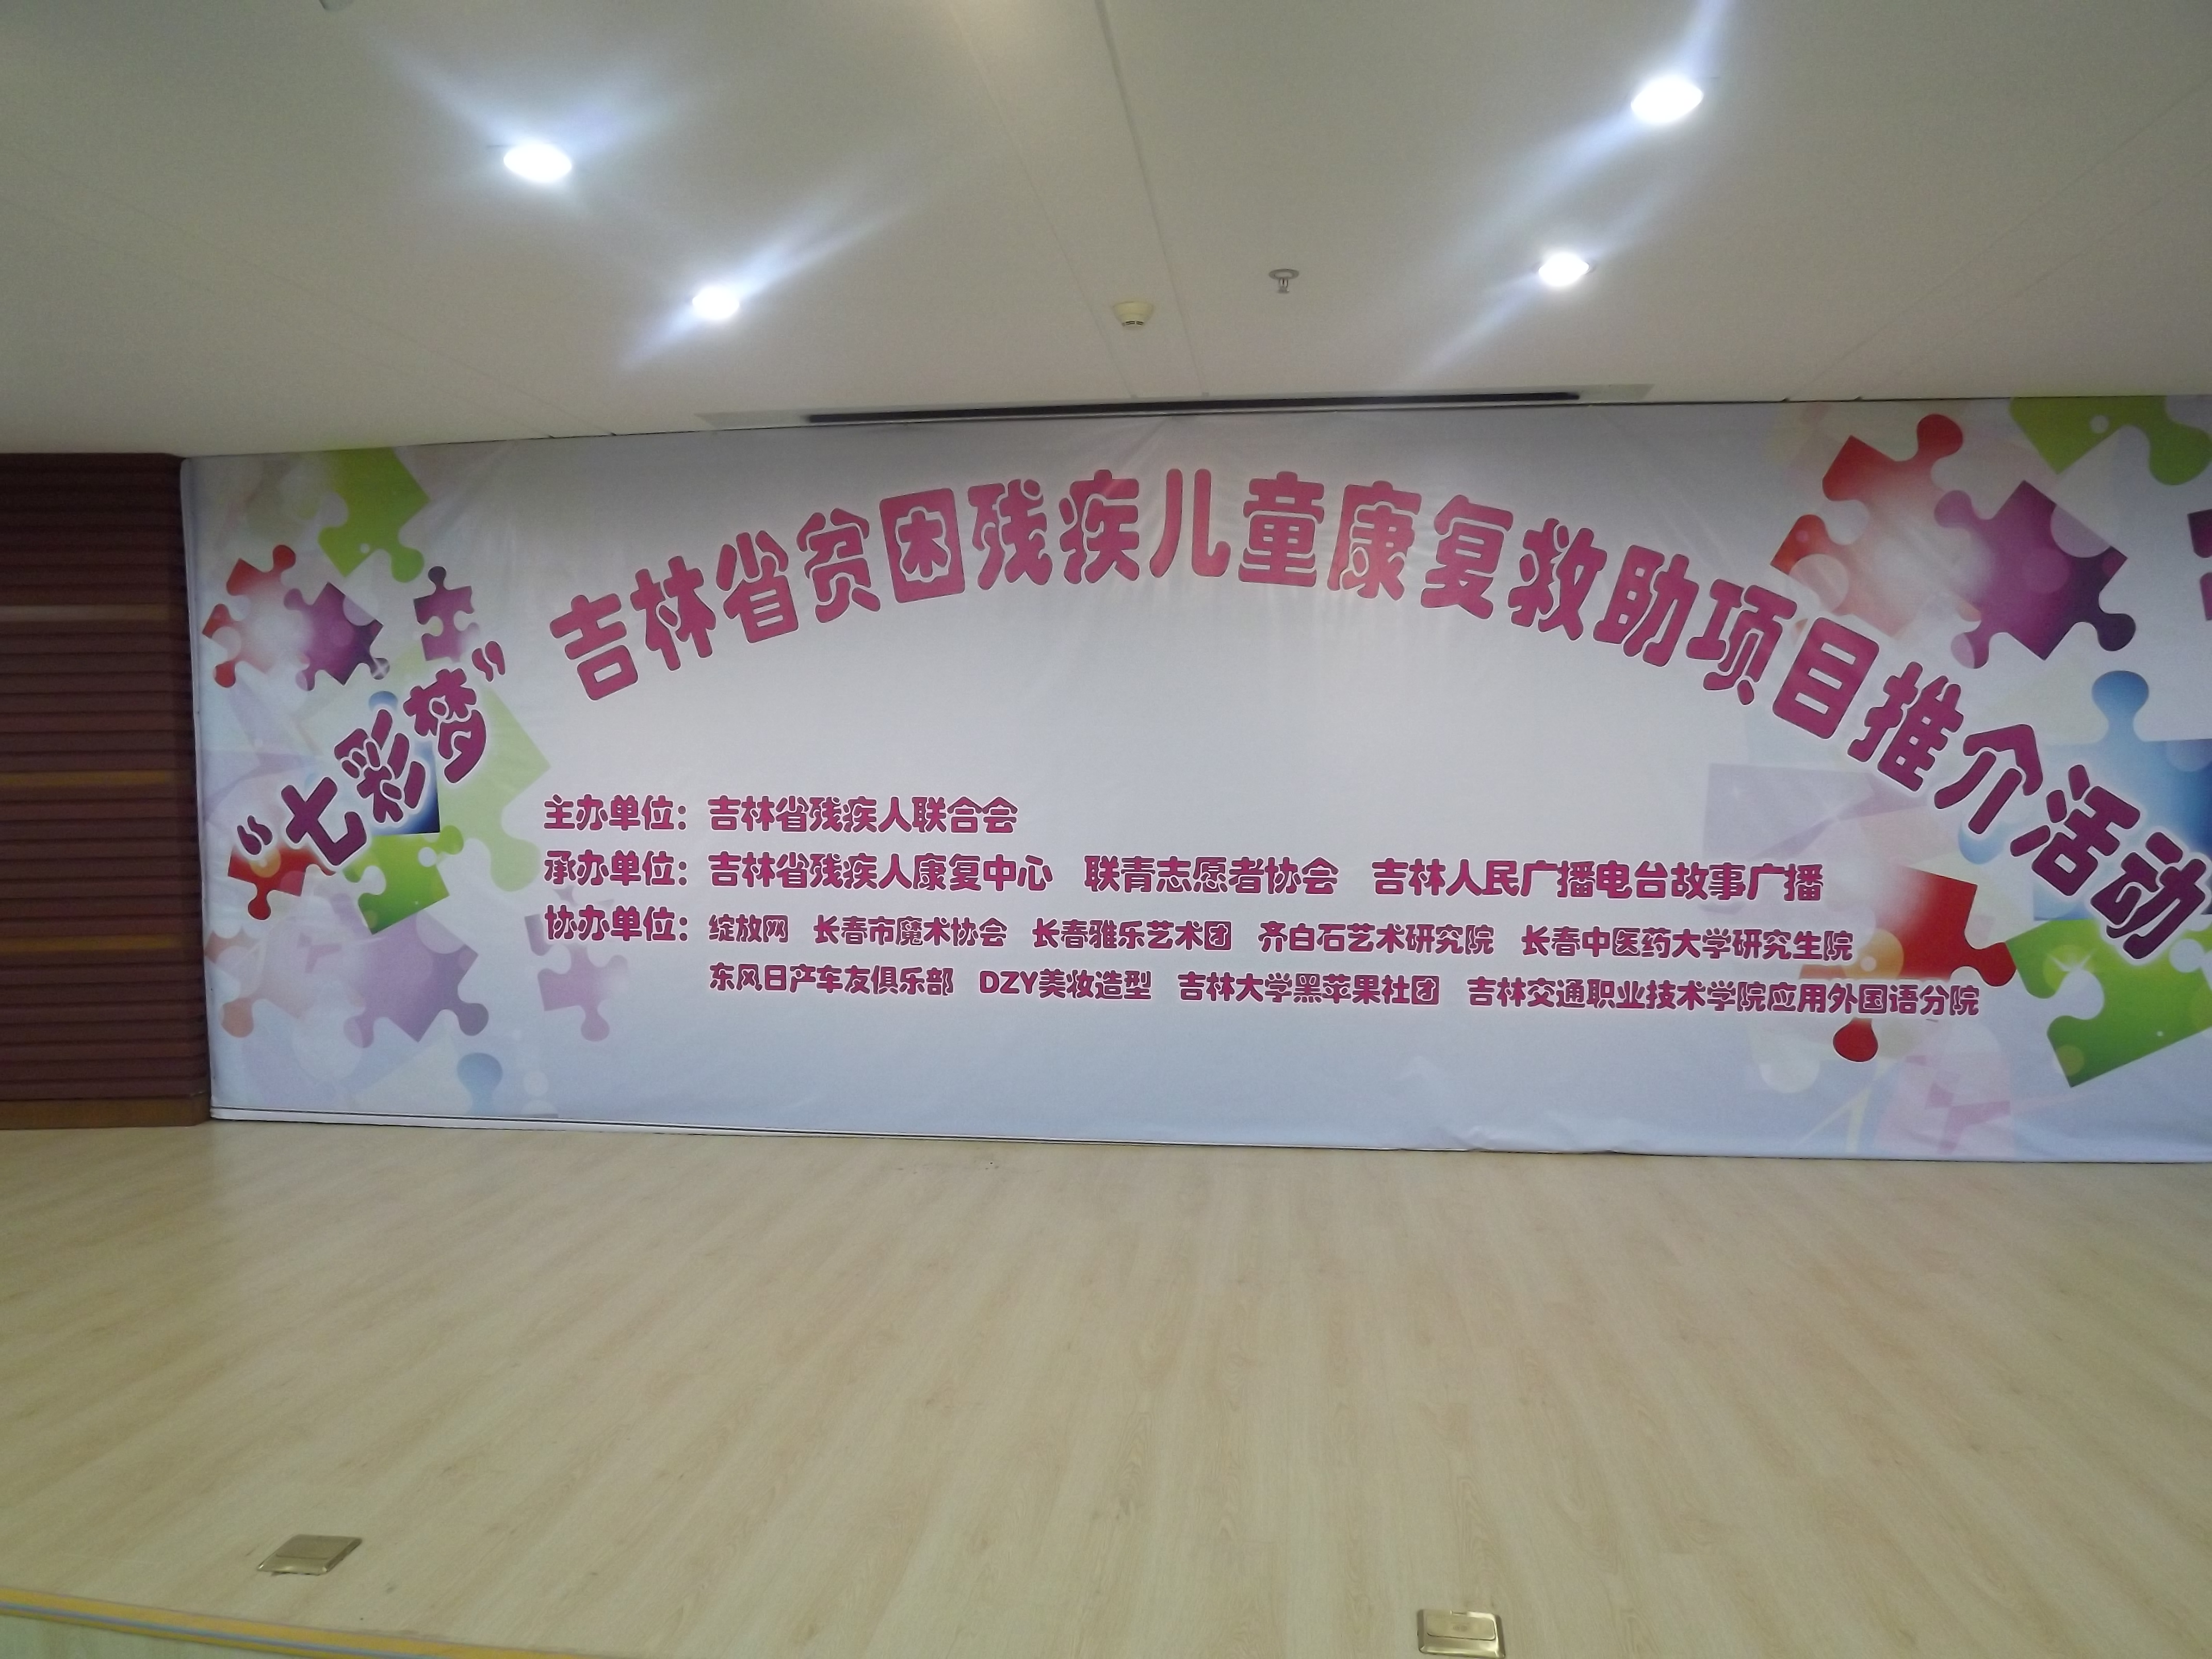 “七彩梦” 吉林省贫困残疾儿童康复救助项目推介活动
主办单位：吉林省残疾人联合会
承办单位：吉林省残疾人康复中心 联青志愿者协会 吉林人民广播电台故事广播
协办单位：绽放网 长春市魔术协会 长春雅乐艺术团 齐白石艺术研究院 长春中医药大学研究生院
东风日产车友俱乐部 DZY美妆造型 吉林大学黑苹果社团 吉林交通职业技术学院应用外国语分院